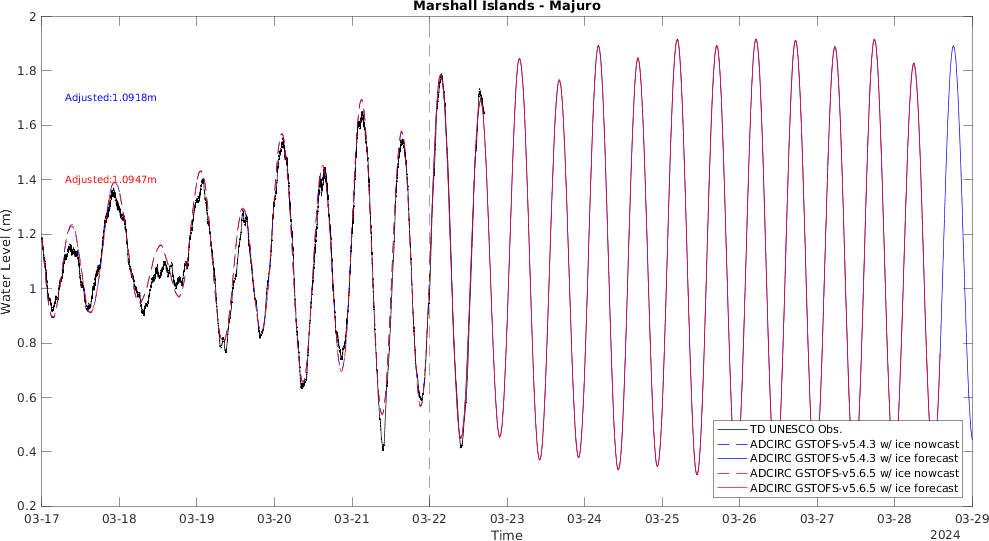 Marshall Islands - Majuro
2
1.8
1.6
1.4
1.2
1
0.8
0.6
0.4
0.2
Water Level (m)
Adjusted:1.0918m
Adjusted:1.0947m
TD UNESCO Obs.
ADCIRC GSTOFS-v5.4.3 w/ ice nowcast
ADCIRC GSTOFS-v5.4.3 w/ ice forecast
ADCIRC GSTOFS-v5.6.5 w/ ice nowcast
ADCIRC GSTOFS-v5.6.5 w/ ice forecast
03-17 03-18 03-19 03-20 03-21 03-22 03-23 03-24 03-25 03-26 03-27 03-28 03-29
Time
2024